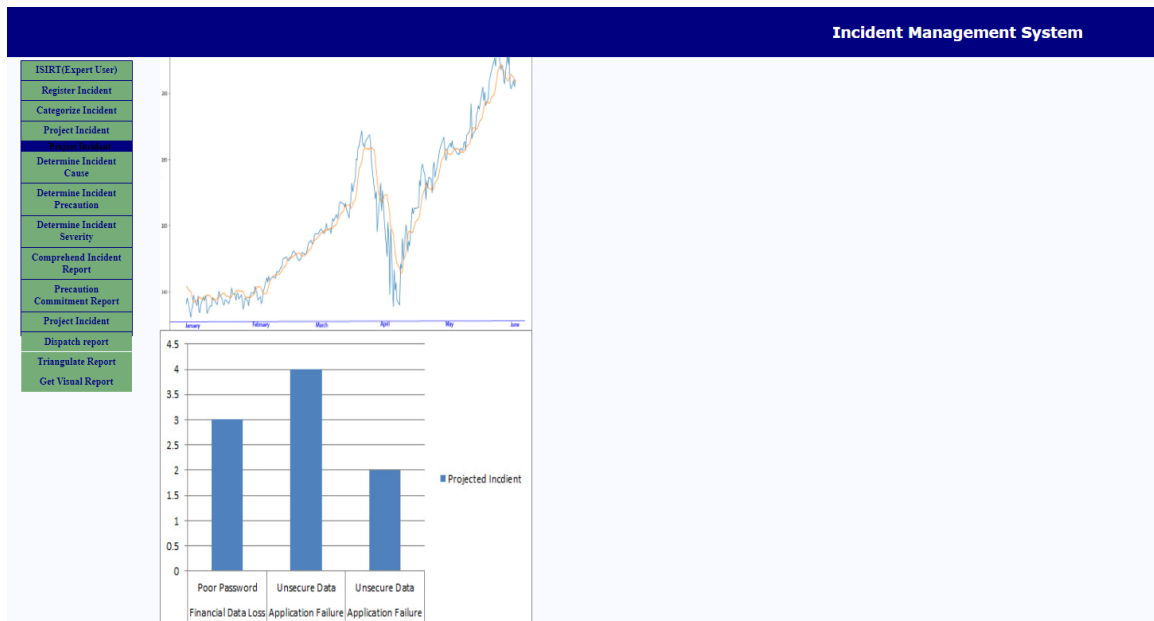 Incident Management System
ISIRT(Expert User)
Register Incident
Categorize Incident
Project Incident
Determine Incident
Cause
Determine Incident
Precaution
Determine Incident
Severity
Comprehend Incident
Report
Precaution
Commitment Report
Project Incident
Dispatch report
Triangulate Report
Get Visual Report
January February March April May June
4.5
4
3.5
3
2.5
2
1.5
1
0.5
0
Projected Incdient
Poor Password Unsecure Data Unsecure Data
Financial Data Loss Application Failure Application Failure